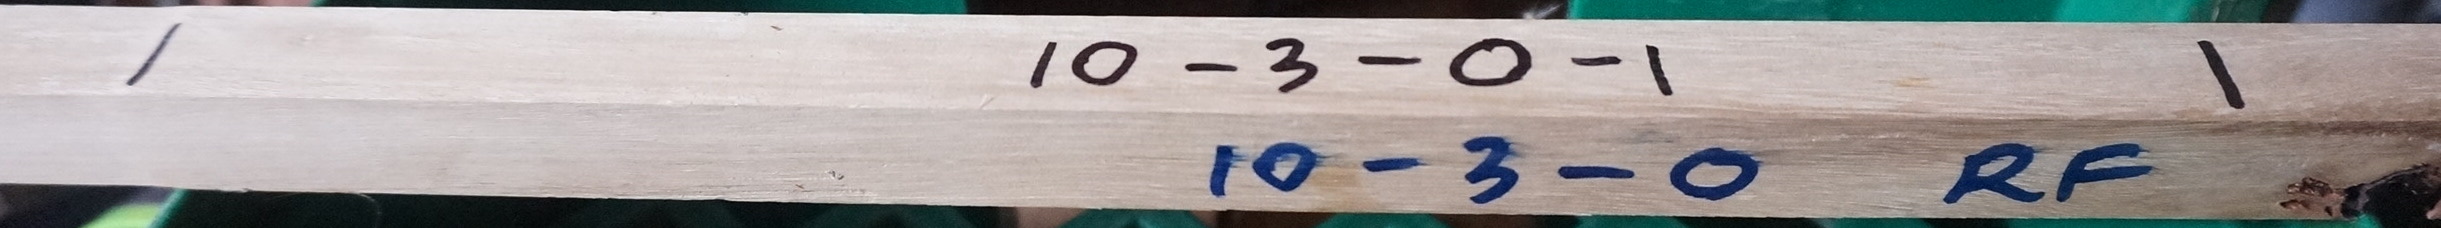 / 10 - 3 - 0 - 1 \
10 - 3 - 0 RF